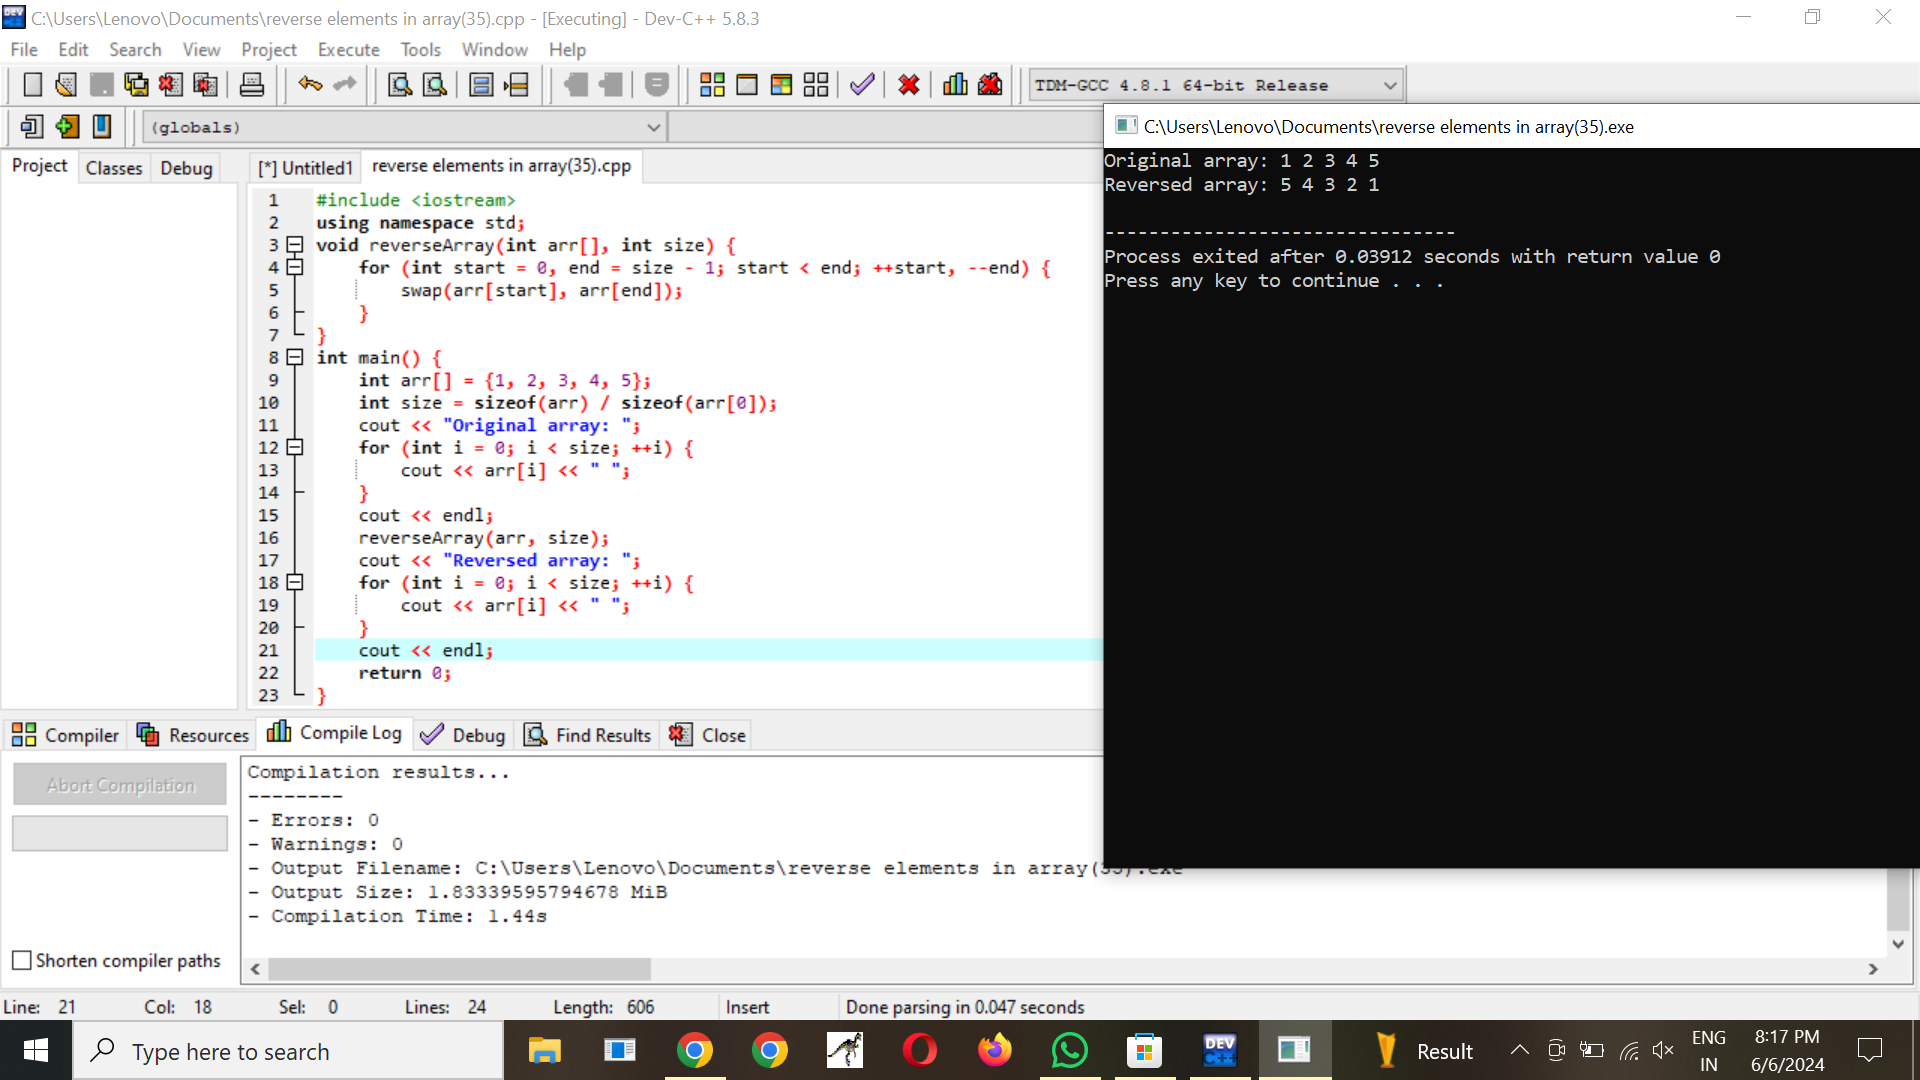 C:\Users\Lenovo\Documents\reverse elements in array(35).cpp - [Executing] - Dev-C++ 5.8.3
File Edit Search View Project Execute Tools Window Help
TDM-GCC 4.8.1 64-bit Release
(globals)
Project Classes Debug
[*] Untitled1 reverse elements in array(35).cpp
1 #include <iostream>
2 using namespace std;
3 void reverseArray(int arr[], int size) {
4     for (int start = 0, end = size - 1; start < end; ++start, --end) {
5         swap(arr[start], arr[end]);
6     }
7 }
8 int main() {
9     int arr[] = {1, 2, 3, 4, 5};
10     int size = sizeof(arr) / sizeof(arr[0]);
11     cout << "Original array: ";
12     for (int i = 0; i < size; ++i) {
13         cout << arr[i] << " ";
14     }
15     cout << endl;
16     reverseArray(arr, size);
17     cout << "Reversed array: ";
18     for (int i = 0; i < size; ++i) {
19         cout << arr[i] << " ";
20     }
21     cout << endl;
22     return 0;
23 }
C:\Users\Lenovo\Documents\reverse elements in array(35).exe
Original array: 1 2 3 4 5
Reversed array: 5 4 3 2 1
--------------------------------
Process exited after 0.03912 seconds with return value 0
Press any key to continue . . .
Compiler Resources Compile Log Debug Find Results Close
Abort Compilation
Shorten compiler paths
Compilation results...
--------
- Errors: 0
- Warnings: 0
- Output Filename: C:\Users\Lenovo\Documents\reverse elements in array(35).exe
- Output Size: 1.83339595794678 MiB
- Compilation Time: 1.44s
Line: 21 Col: 18 Sel: 0 Lines: 24 Length: 606 Insert Done parsing in 0.047 seconds
Type here to search
DEV C++
Result
ENG
IN
8:17 PM
6/6/2024